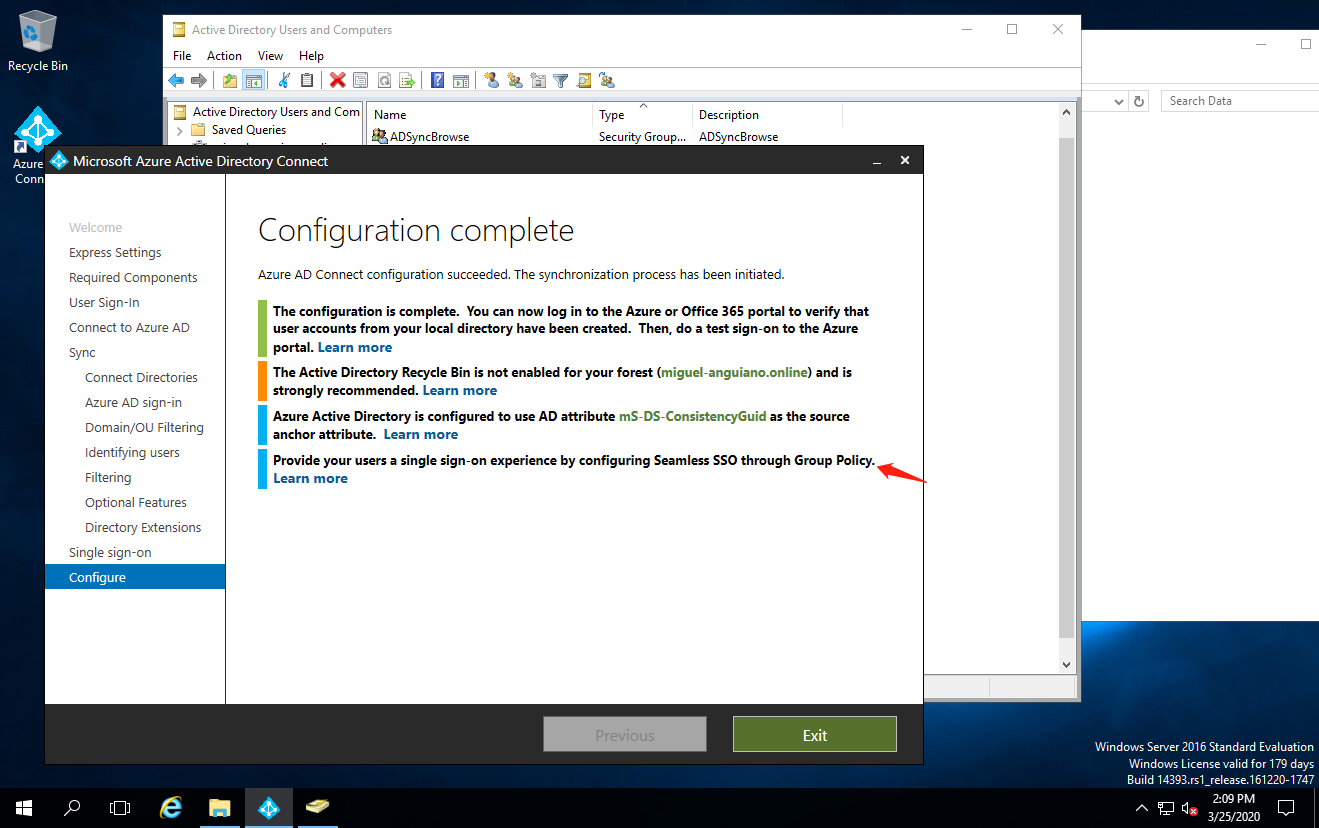 Recycle Bin
Azure
Conn
Active Directory Users and Computers
File Action View Help
Search Data
Active Directory Users and Com
Saved Queries
Name Type Description
ADSyncBrowse Security Group... ADSyncBrowse
Microsoft Azure Active Directory Connect
Welcome
Express Settings
Required Components
User Sign-In
Connect to Azure AD
Sync
Connect Directories
Azure AD sign-in
Domain/OU Filtering
Identifying users
Filtering
Optional Features
Directory Extensions
Single sign-on
Configure
Configuration complete
Azure AD Connect configuration succeeded. The synchronization process has been initiated.
The configuration is complete. You can now log in to the Azure or Office 365 portal to verify that
user accounts from your local directory have been created. Then, do a test sign-on to the Azure
portal. Learn more
The Active Directory Recycle Bin is not enabled for your forest (miguel-anguiano.online) and is
strongly recommended. Learn more
Azure Active Directory is configured to use AD attribute mS-DS-ConsistencyGuid as the source
anchor attribute. Learn more
Provide your users a single sign-on experience by configuring Seamless SSO through Group Policy.
Learn more
Previous
Exit
Windows Server 2016 Standard Evaluation
Windows License valid for 179 days
Build 14393.rs1_release.161220-1747
2:09 PM
3/25/2020